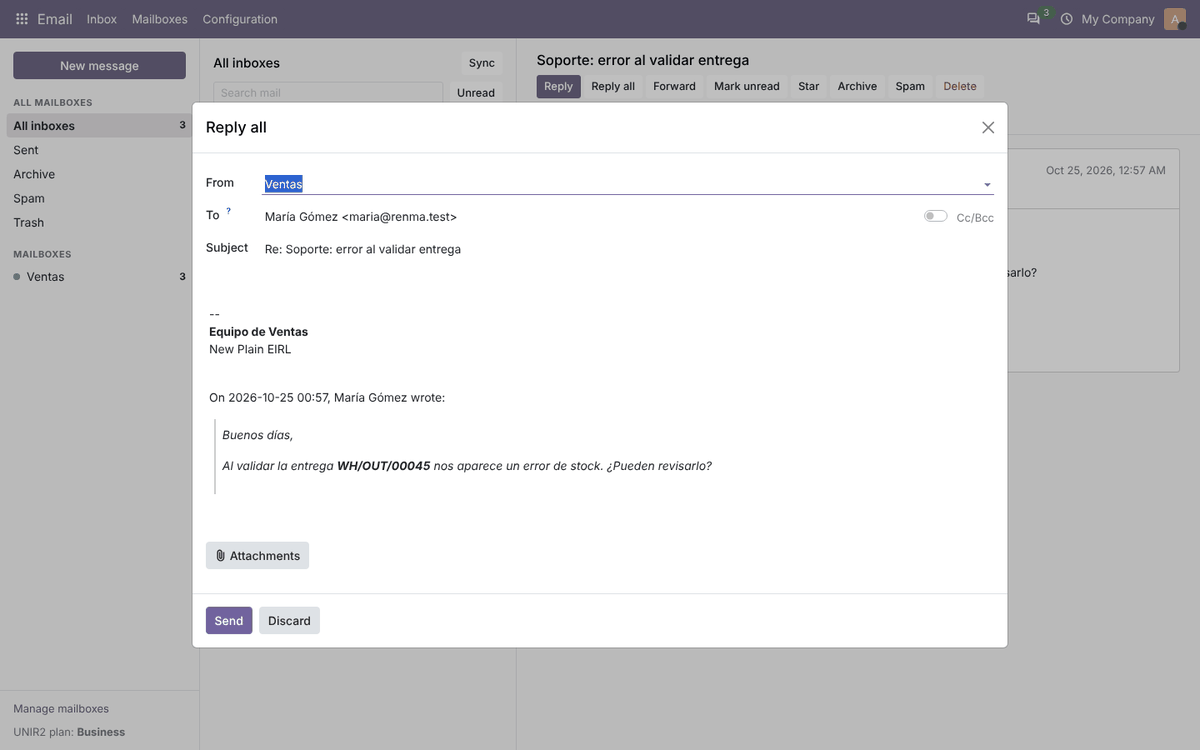 Email Inbox Mailboxes Configuration 3 My Company A
New message
ALL MAILBOXES
All inboxes 3
Sent
Archive
Spam
Trash
MAILBOXES
Ventas 3
Manage mailboxes
UNIR2 plan: Business
All inboxes Sync
Search mail Unread
Soporte: error al validar entrega
Reply Reply all Forward Mark unread Star Archive Spam Delete
Oct 25, 2026, 12:57 AM
sarlo?
Reply all
From Ventas
To ? María Gómez <maria@renma.test> Cc/Bcc
Subject Re: Soporte: error al validar entrega
--
Equipo de Ventas
New Plain EIRL
On 2026-10-25 00:57, María Gómez wrote:
Buenos días,
Al validar la entrega WH/OUT/00045 nos aparece un error de stock. ¿Pueden revisarlo?
Attachments
Send Discard